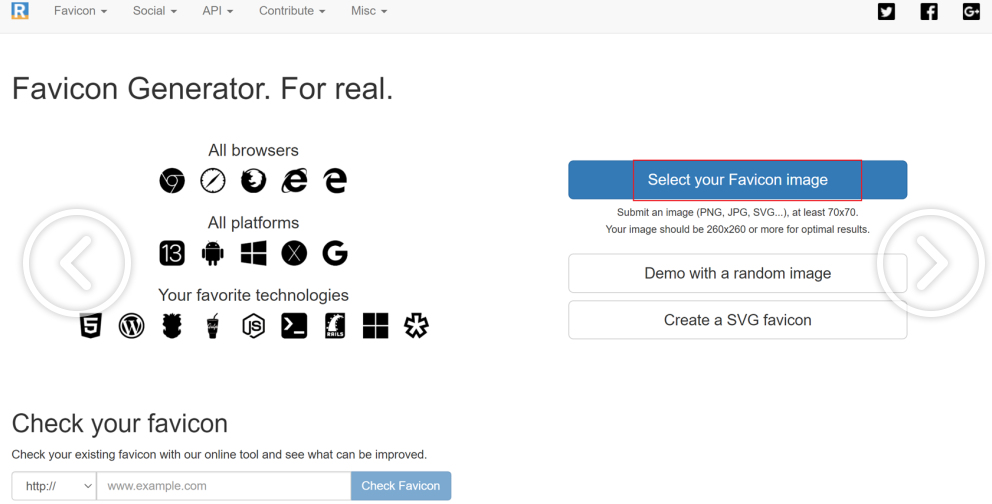 R Favicon Social API Contribute Misc G+
Favicon Generator. For real.
All browsers
All platforms
13
Your favorite technologies
5 JS RAILS
Select your Favicon image
Submit an image (PNG, JPG, SVG...), at least 70x70.
Your image should be 260x260 or more for optimal results.
Demo with a random image
Create a SVG favicon
Check your favicon
Check your existing favicon with our online tool and see what can be improved.
http:// www.example.com Check Favicon